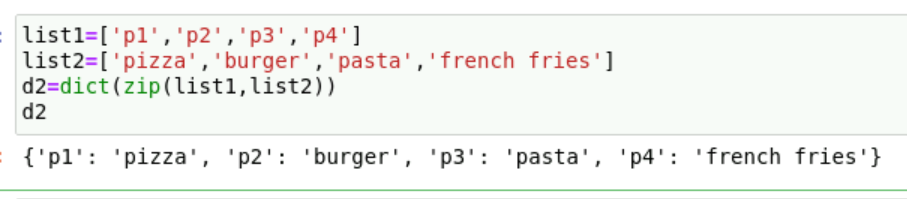 list1=['p1','p2','p3','p4']
list2=['pizza','burger','pasta','french fries']
d2=dict(zip(list1,list2))
d2
{'p1': 'pizza', 'p2': 'burger', 'p3': 'pasta', 'p4': 'french fries'}